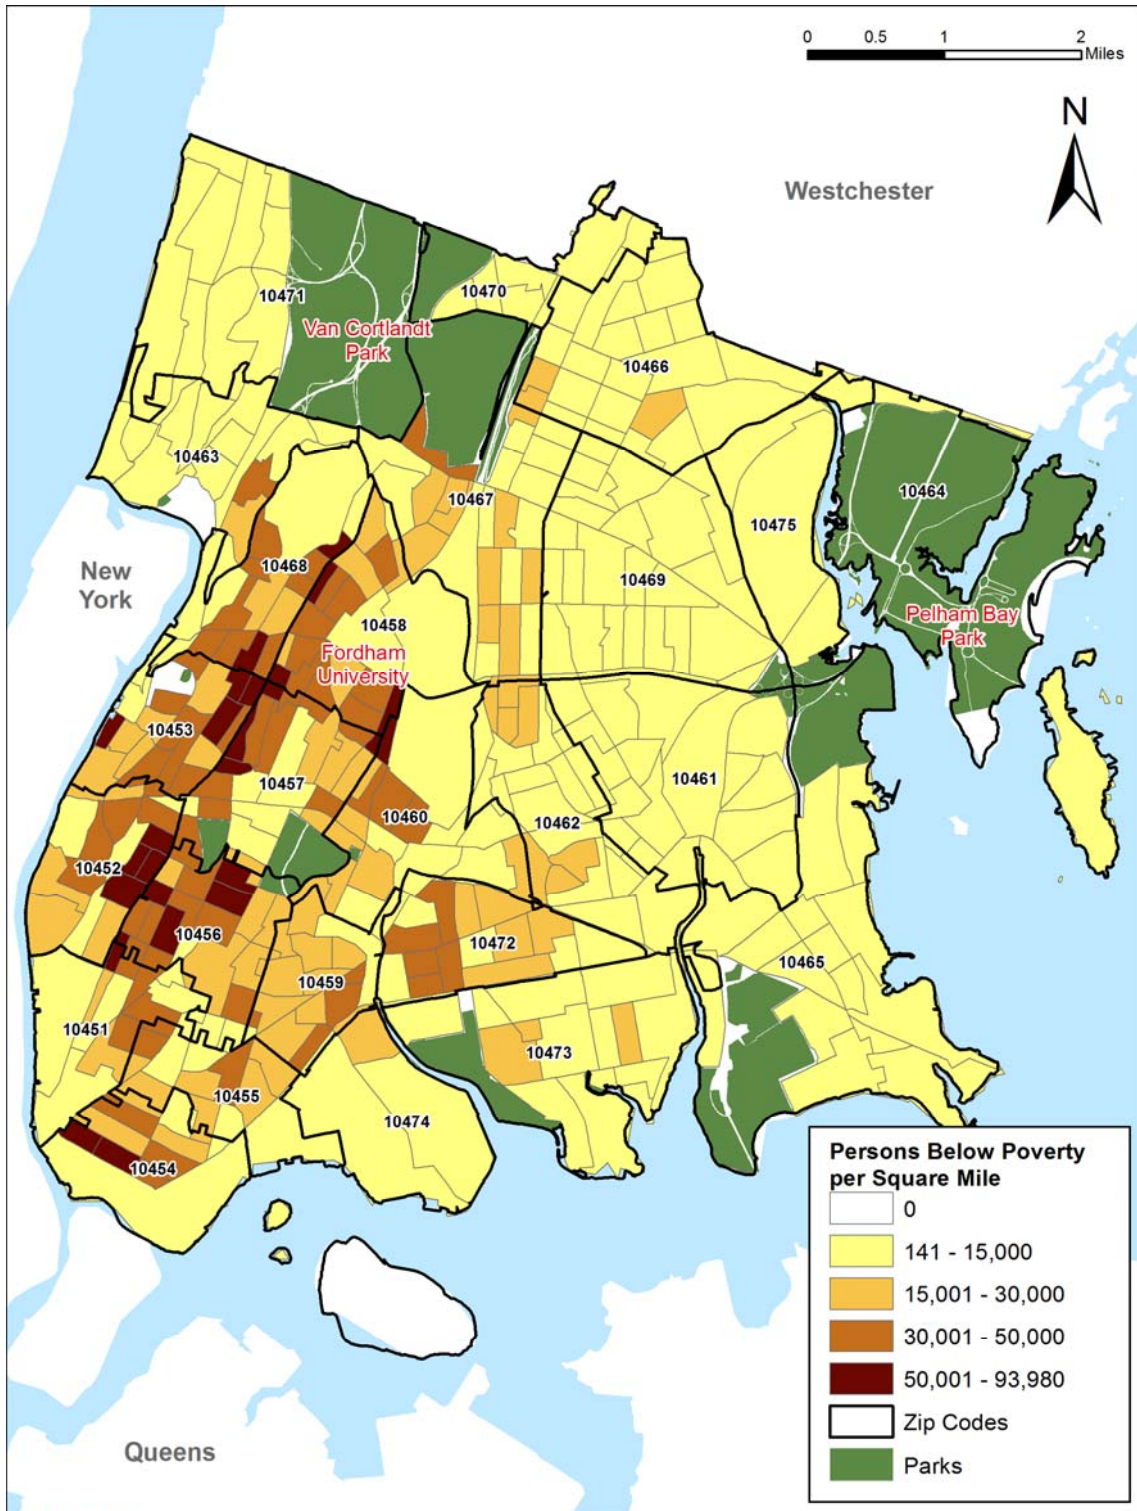 0 0.5 1 2
Miles
N
Westchester
10471
10470
Van Cortlandt
Park
10466
10463
10467
10464
10475
New
York
10468
10469
10458
Pelham Bay
Park
Fordham
University
10453
10457
10461
10460
10462
10452
10456
10472
10459
10465
10451
10473
10455
10474
10454
Persons Below Poverty
per Square Mile
0
141 - 15,000
15,001 - 30,000
30,001 - 50,000
50,001 - 93,980
Zip Codes
Parks
Queens